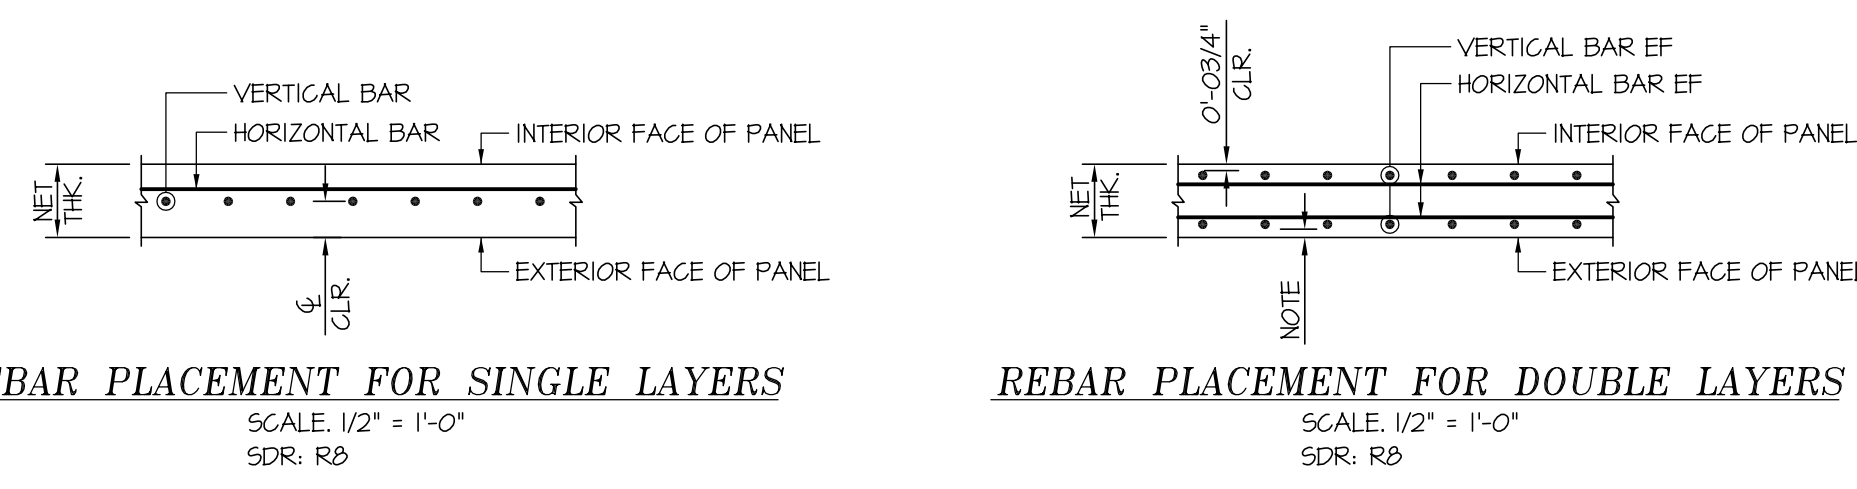 VERTICAL BAR
HORIZONTAL BAR
INTERIOR FACE OF PANEL
NET
THK.
EXTERIOR FACE OF PANEL
℄
CLR.
BAR PLACEMENT FOR SINGLE LAYERS
SCALE. 1/2" = 1'-0"
SDR: R8
0'-03/4"
CLR.
VERTICAL BAR EF
HORIZONTAL BAR EF
INTERIOR FACE OF PANEL
NET
THK.
EXTERIOR FACE OF PANEL
NOTE
REBAR PLACEMENT FOR DOUBLE LAYERS
SCALE. 1/2" = 1'-0"
SDR: R8